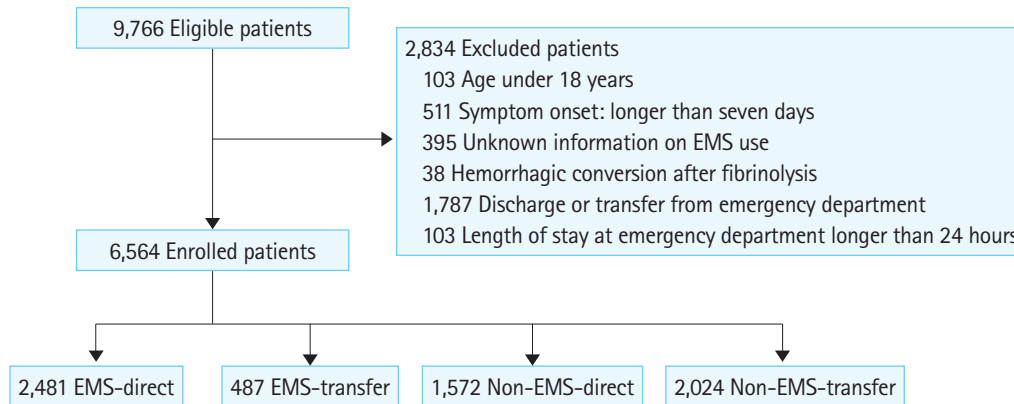 9,766 Eligible patients
2,834 Excluded patients
103 Age under 18 years
511 Symptom onset: longer than seven days
395 Unknown information on EMS use
38 Hemorrhagic conversion after fibrinolysis
1,787 Discharge or transfer from emergency department
103 Length of stay at emergency department longer than 24 hours
6,564 Enrolled patients
2,481 EMS-direct
487 EMS-transfer
1,572 Non-EMS-direct
2,024 Non-EMS-transfer